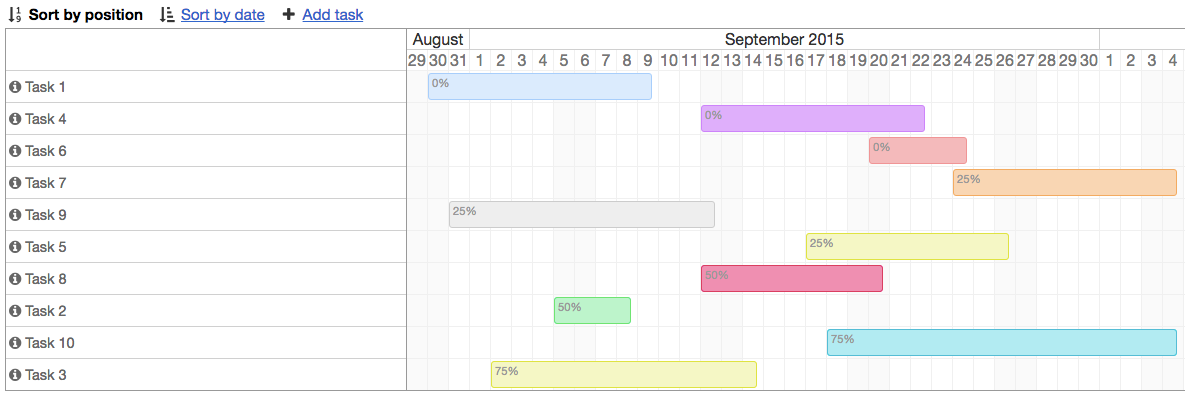 Sort by position Sort by date Add task
August September 2015
29 30 31 1 2 3 4 5 6 7 8 9 10 11 12 13 14 15 16 17 18 19 20 21 22 23 24 25 26 27 28 29 30 1 2 3 4
Task 1 0%
Task 4 0%
Task 6 0%
Task 7 25%
Task 9 25%
Task 5 25%
Task 8 50%
Task 2 50%
Task 10 75%
Task 3 75%